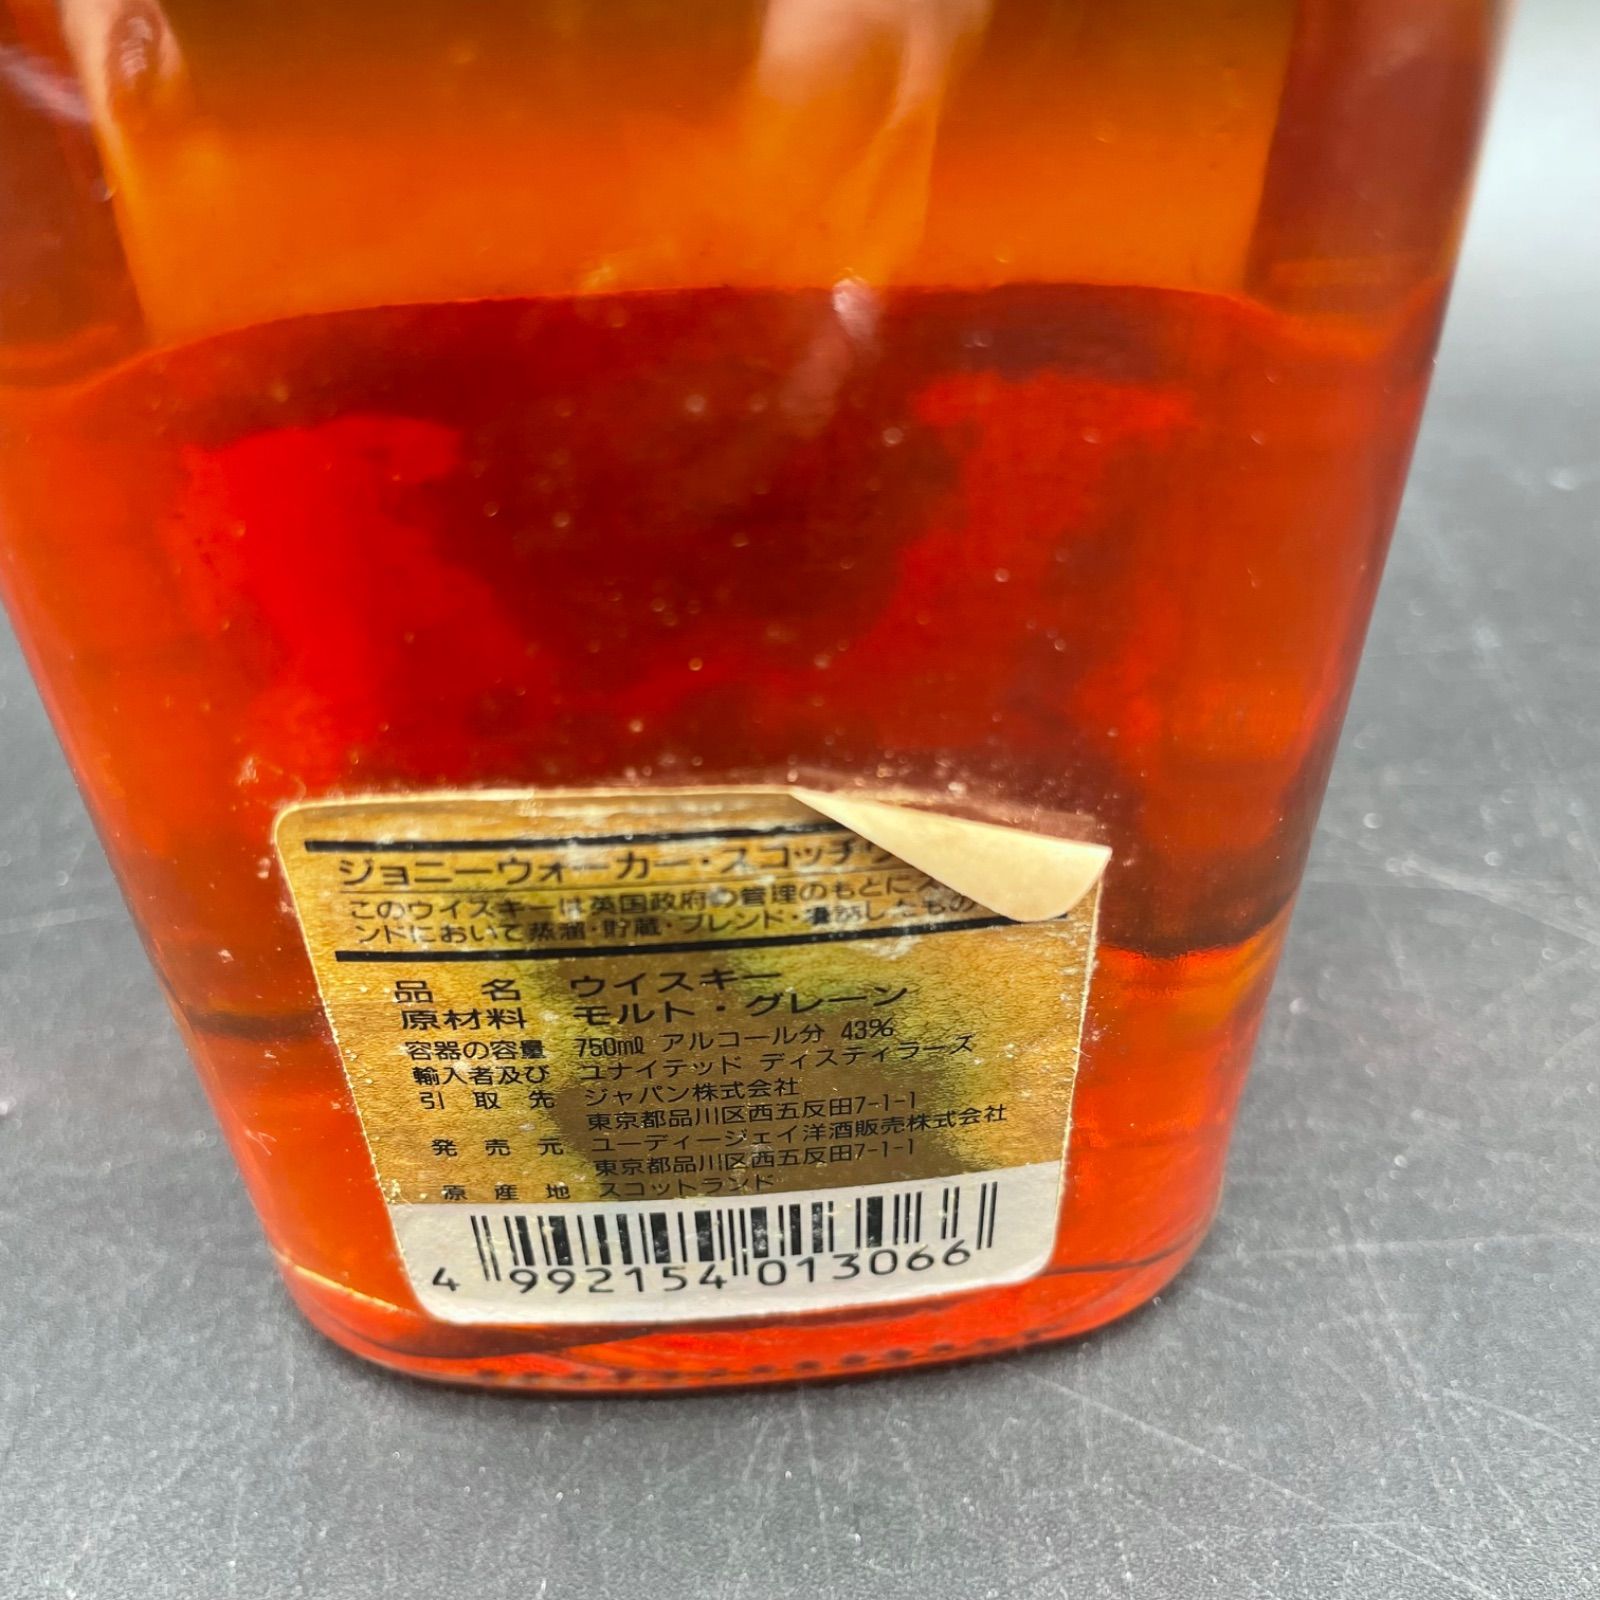 ジョニーウォーカー・スコッチウ
このウイスキーは英国政府の管理のもとにス
ンドにおいて蒸溜・貯蔵・ブレンド・瓶詰したもの
品名 ウイスキー
原材料 モルト・グレーン
容器の容量 750ml アルコール分 43%
輸入者及び ユナイテッド ディスティラーズ
引取先 ジャパン株式会社
東京都品川区西五反田7-1-1
発売元 ユーディージェイ洋酒販売株式会社
東京都品川区西五反田7-1-1
原産地 スコットランド
4 992154 013066